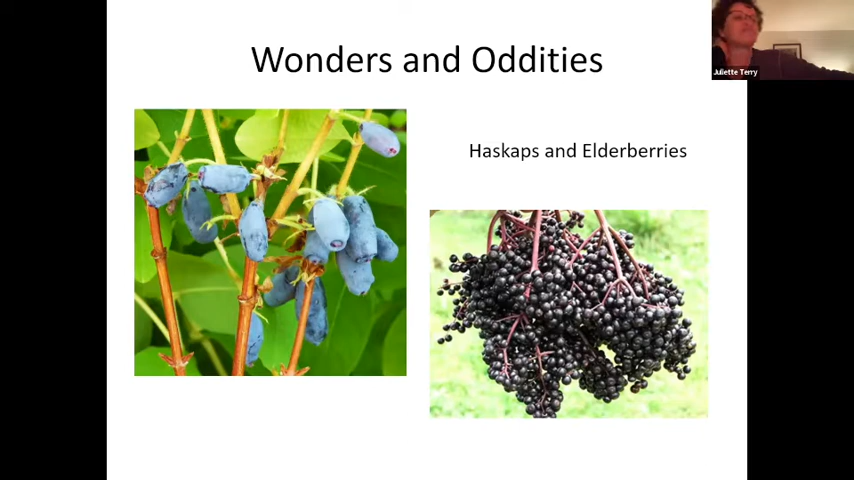 Wonders and Oddities
Juliette Terry
Haskaps and Elderberries